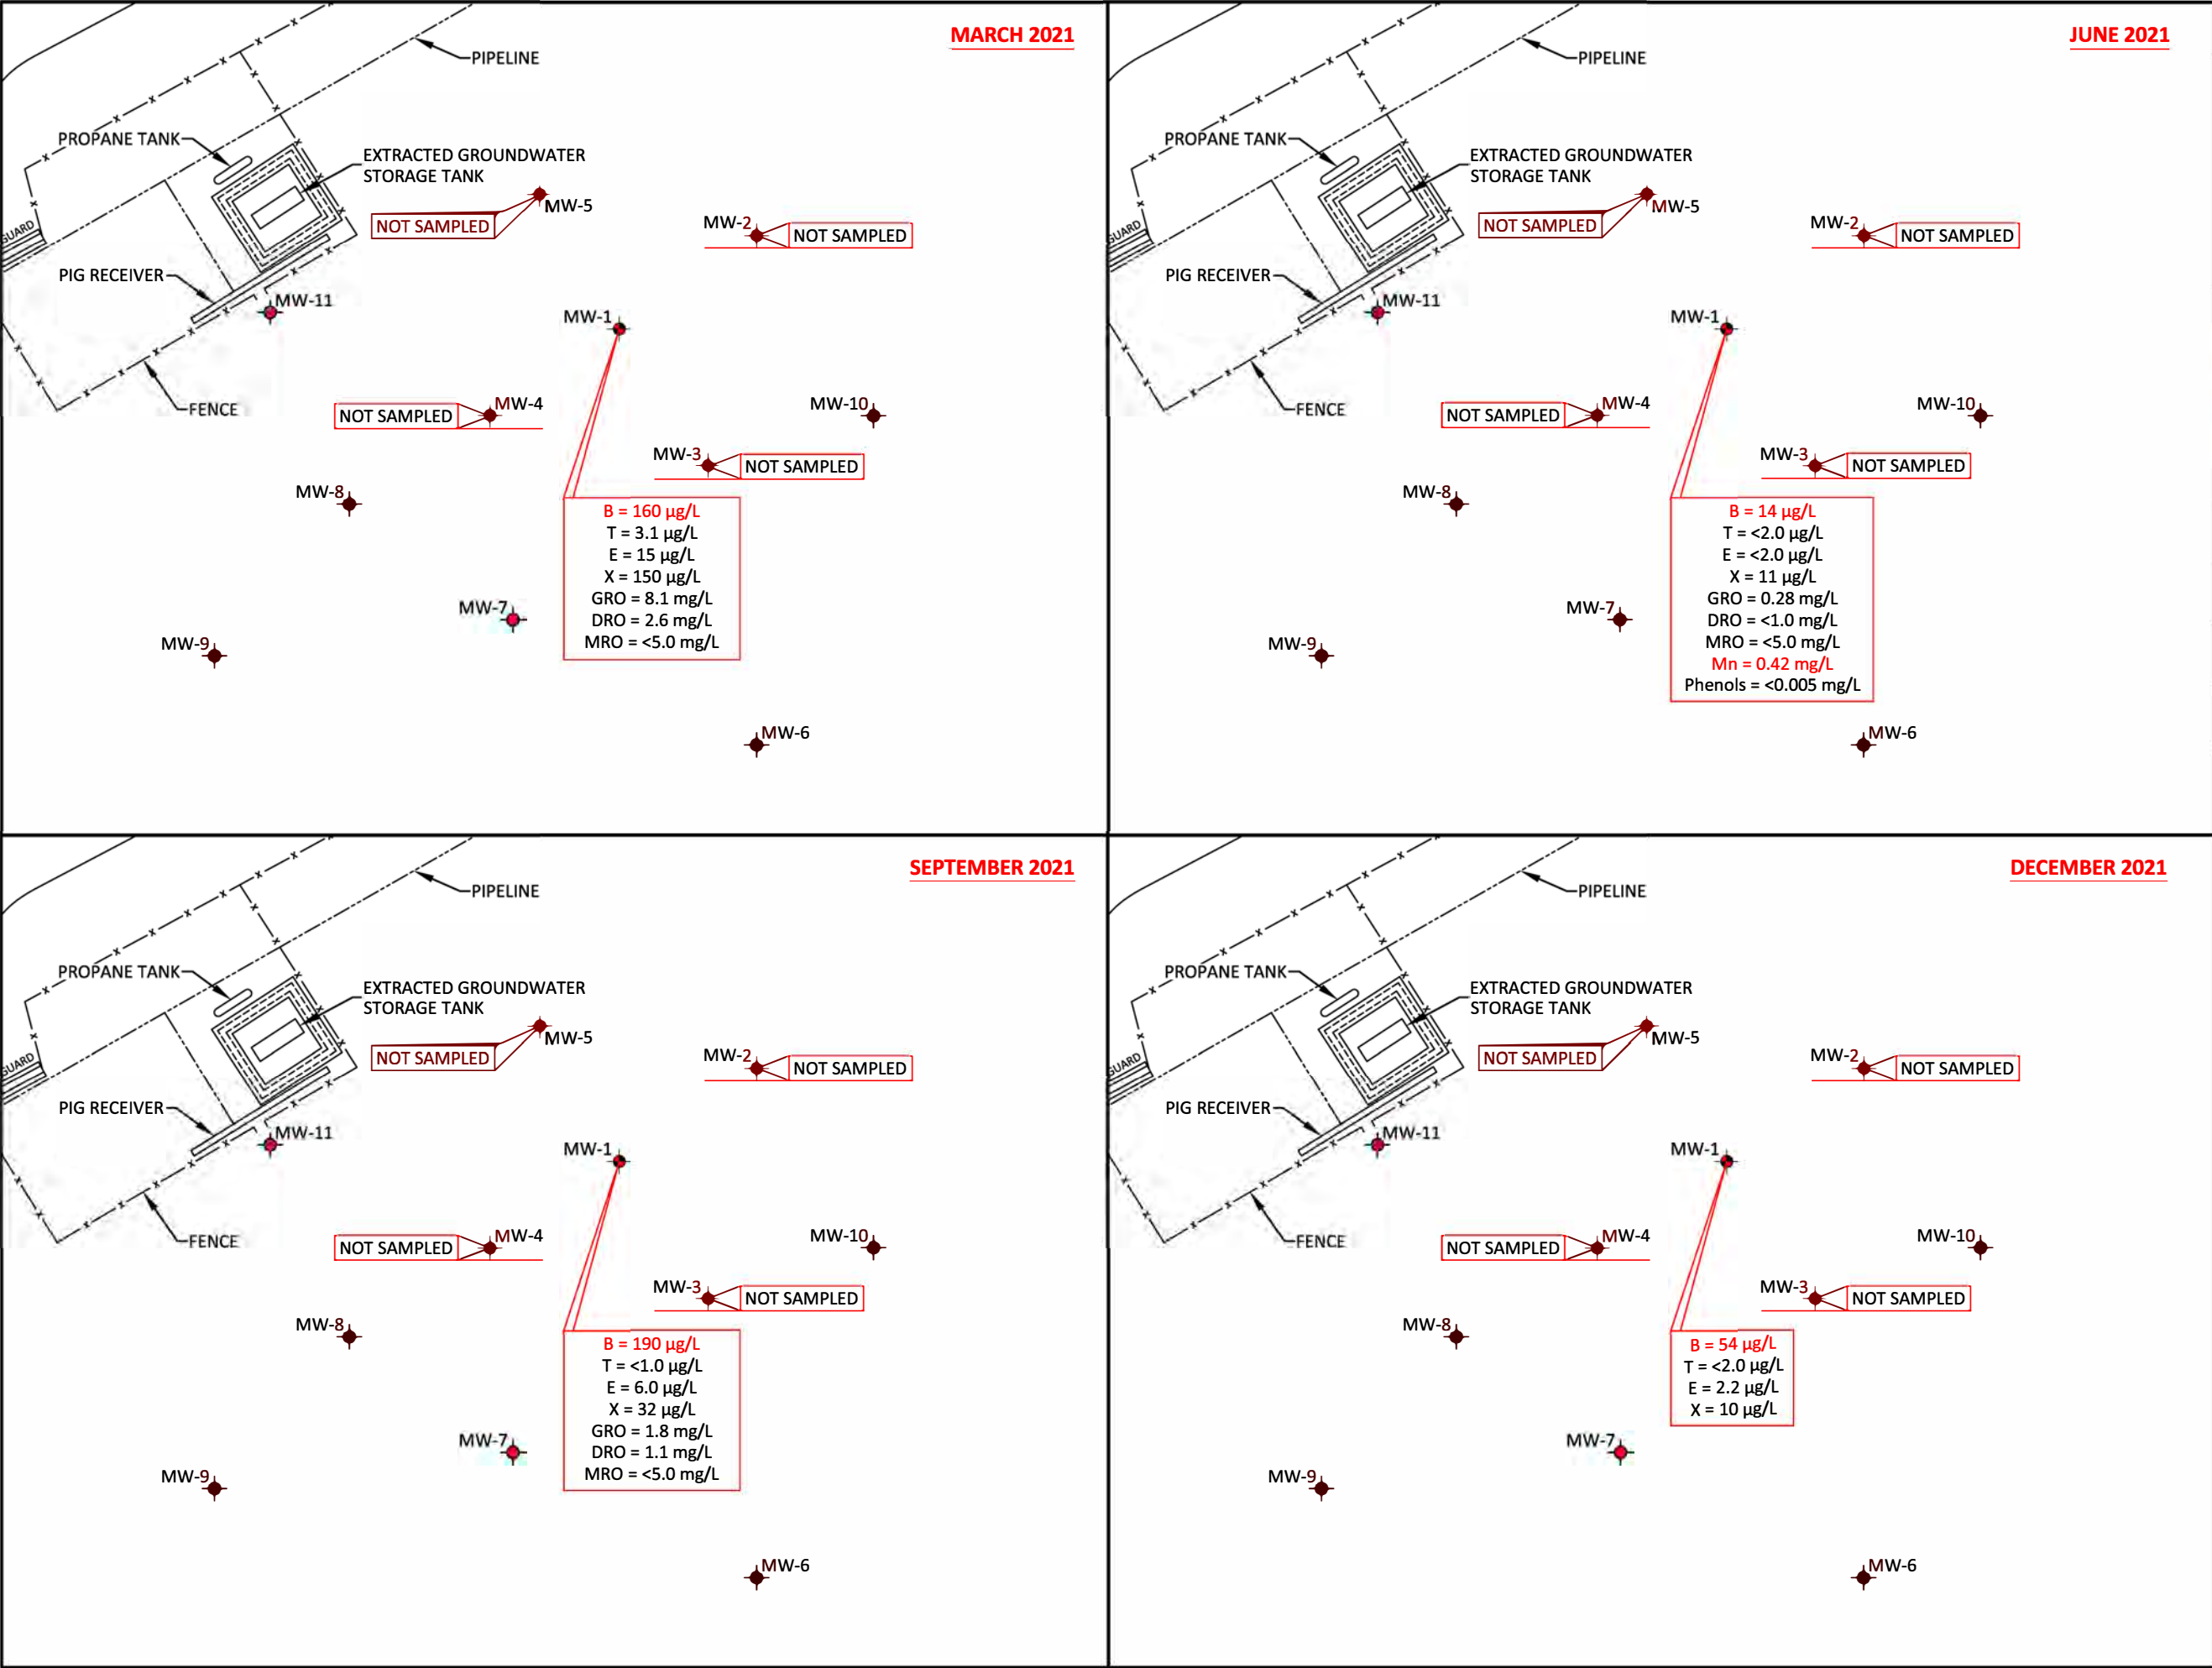 MARCH 2021
PIPELINE
PROPANE TANK
EXTRACTED GROUNDWATER
STORAGE TANK
MW-5
NOT SAMPLED
MW-2
NOT SAMPLED
GUARD
PIG RECEIVER
MW-11
MW-1
FENCE
NOT SAMPLED
MW-4
MW-10
MW-3
NOT SAMPLED
MW-8
B = 160 µg/L
T = 3.1 µg/L
E = 15 µg/L
X = 150 µg/L
GRO = 8.1 mg/L
DRO = 2.6 mg/L
MRO = <5.0 mg/L
MW-7
MW-9
MW-6
JUNE 2021
PIPELINE
PROPANE TANK
EXTRACTED GROUNDWATER
STORAGE TANK
MW-5
NOT SAMPLED
MW-2
NOT SAMPLED
GUARD
PIG RECEIVER
MW-11
MW-1
FENCE
NOT SAMPLED
MW-4
MW-10
MW-3
NOT SAMPLED
MW-8
B = 14 µg/L
T = <2.0 µg/L
E = <2.0 µg/L
X = 11 µg/L
GRO = 0.28 mg/L
DRO = <1.0 mg/L
MRO = <5.0 mg/L
Mn = 0.42 mg/L
Phenols = <0.005 mg/L
MW-7
MW-9
MW-6
SEPTEMBER 2021
PIPELINE
PROPANE TANK
EXTRACTED GROUNDWATER
STORAGE TANK
MW-5
NOT SAMPLED
MW-2
NOT SAMPLED
GUARD
PIG RECEIVER
MW-11
MW-1
FENCE
NOT SAMPLED
MW-4
MW-10
MW-3
NOT SAMPLED
MW-8
B = 190 µg/L
T = <1.0 µg/L
E = 6.0 µg/L
X = 32 µg/L
GRO = 1.8 mg/L
DRO = 1.1 mg/L
MRO = <5.0 mg/L
MW-7
MW-9
MW-6
DECEMBER 2021
PIPELINE
PROPANE TANK
EXTRACTED GROUNDWATER
STORAGE TANK
MW-5
NOT SAMPLED
MW-2
NOT SAMPLED
GUARD
PIG RECEIVER
MW-11
MW-1
FENCE
NOT SAMPLED
MW-4
MW-10
MW-3
NOT SAMPLED
MW-8
B = 54 µg/L
T = <2.0 µg/L
E = 2.2 µg/L
X = 10 µg/L
MW-7
MW-9
MW-6